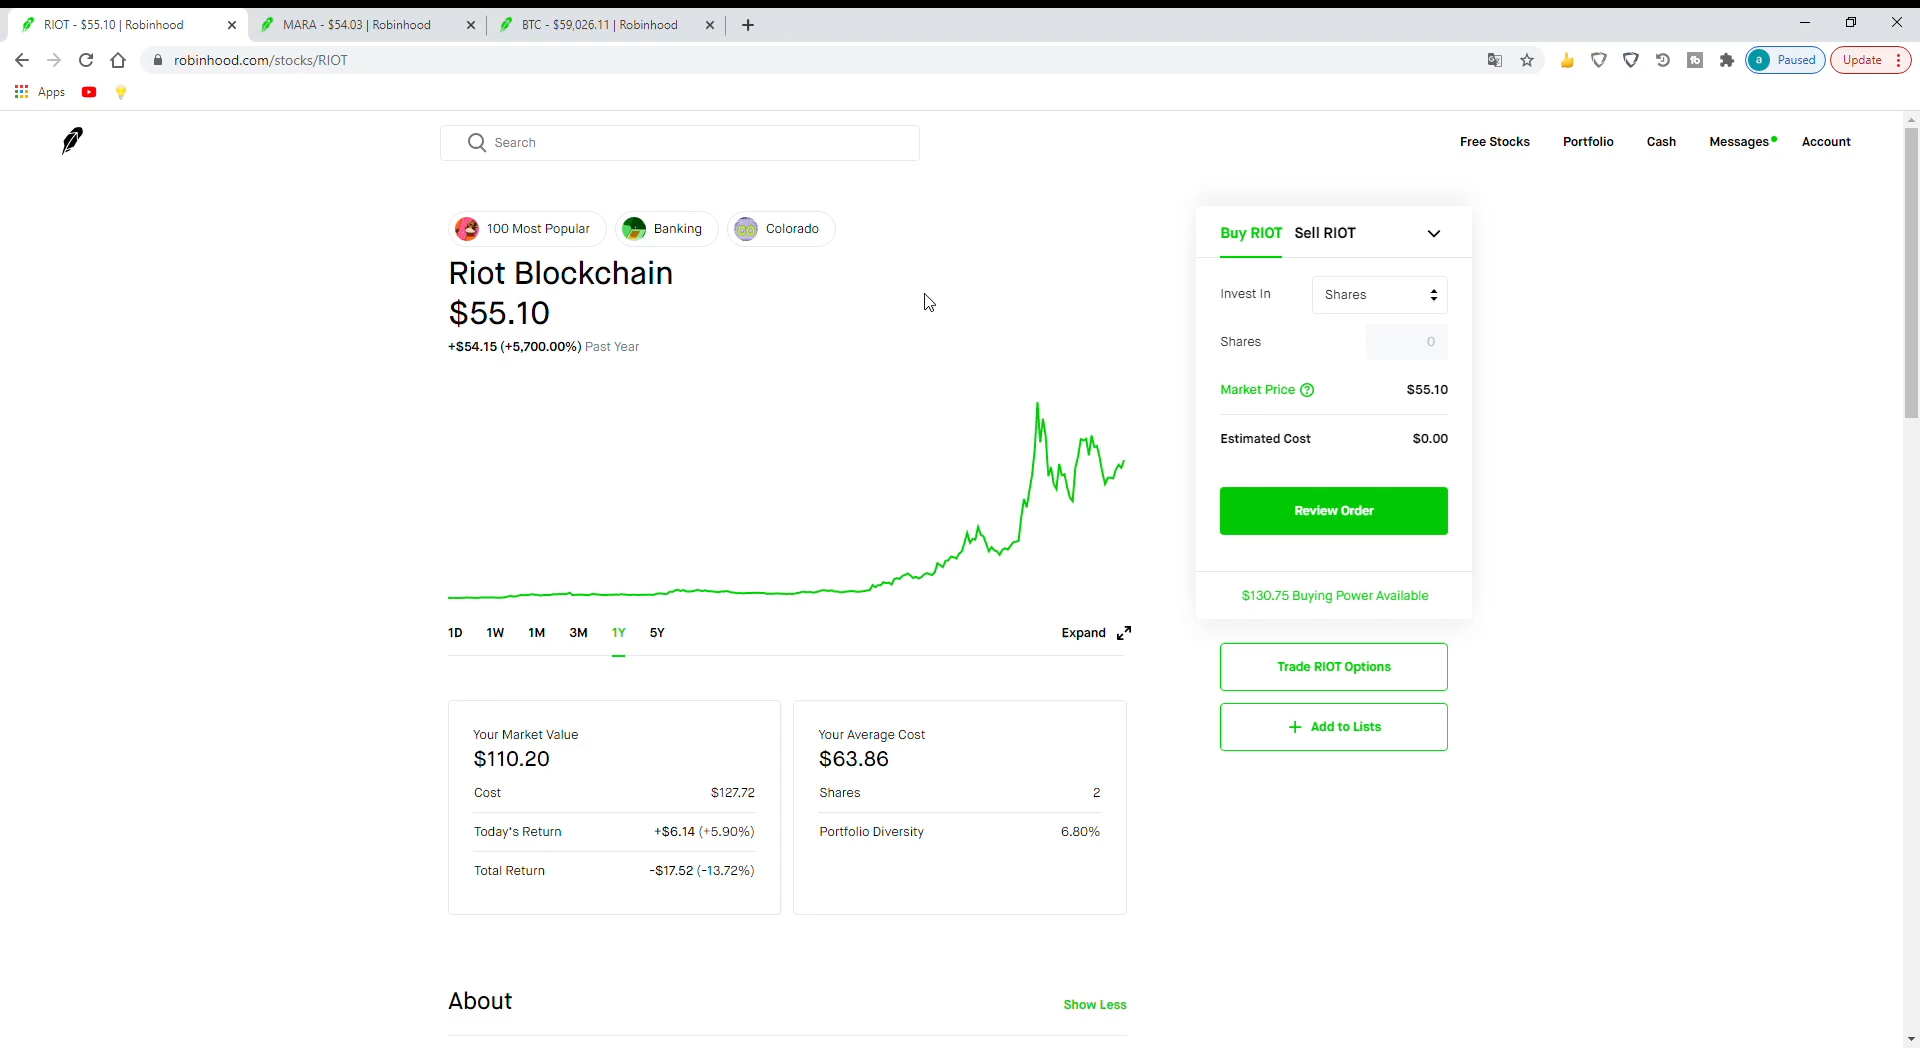 RIOT - $55.10 | Robinhood
MARA - $54.03 | Robinhood
BTC - $59,026.11 | Robinhood
robinhood.com/stocks/RIOT
a Paused
Update
Apps
Search
Free Stocks Portfolio Cash Messages Account
100 Most Popular Banking Colorado
Riot Blockchain
$55.10
+$54.15 (+5,700.00%) Past Year
1D 1W 1M 3M 1Y 5Y Expand
Buy RIOT Sell RIOT
Invest In Shares
Shares 0
Market Price ? $55.10
Estimated Cost $0.00
Review Order
$130.75 Buying Power Available
Trade RIOT Options
+ Add to Lists
Your Market Value
$110.20
Cost $127.72
Today's Return +$6.14 (+5.90%)
Total Return -$17.52 (-13.72%)
Your Average Cost
$63.86
Shares 2
Portfolio Diversity 6.80%
About Show Less